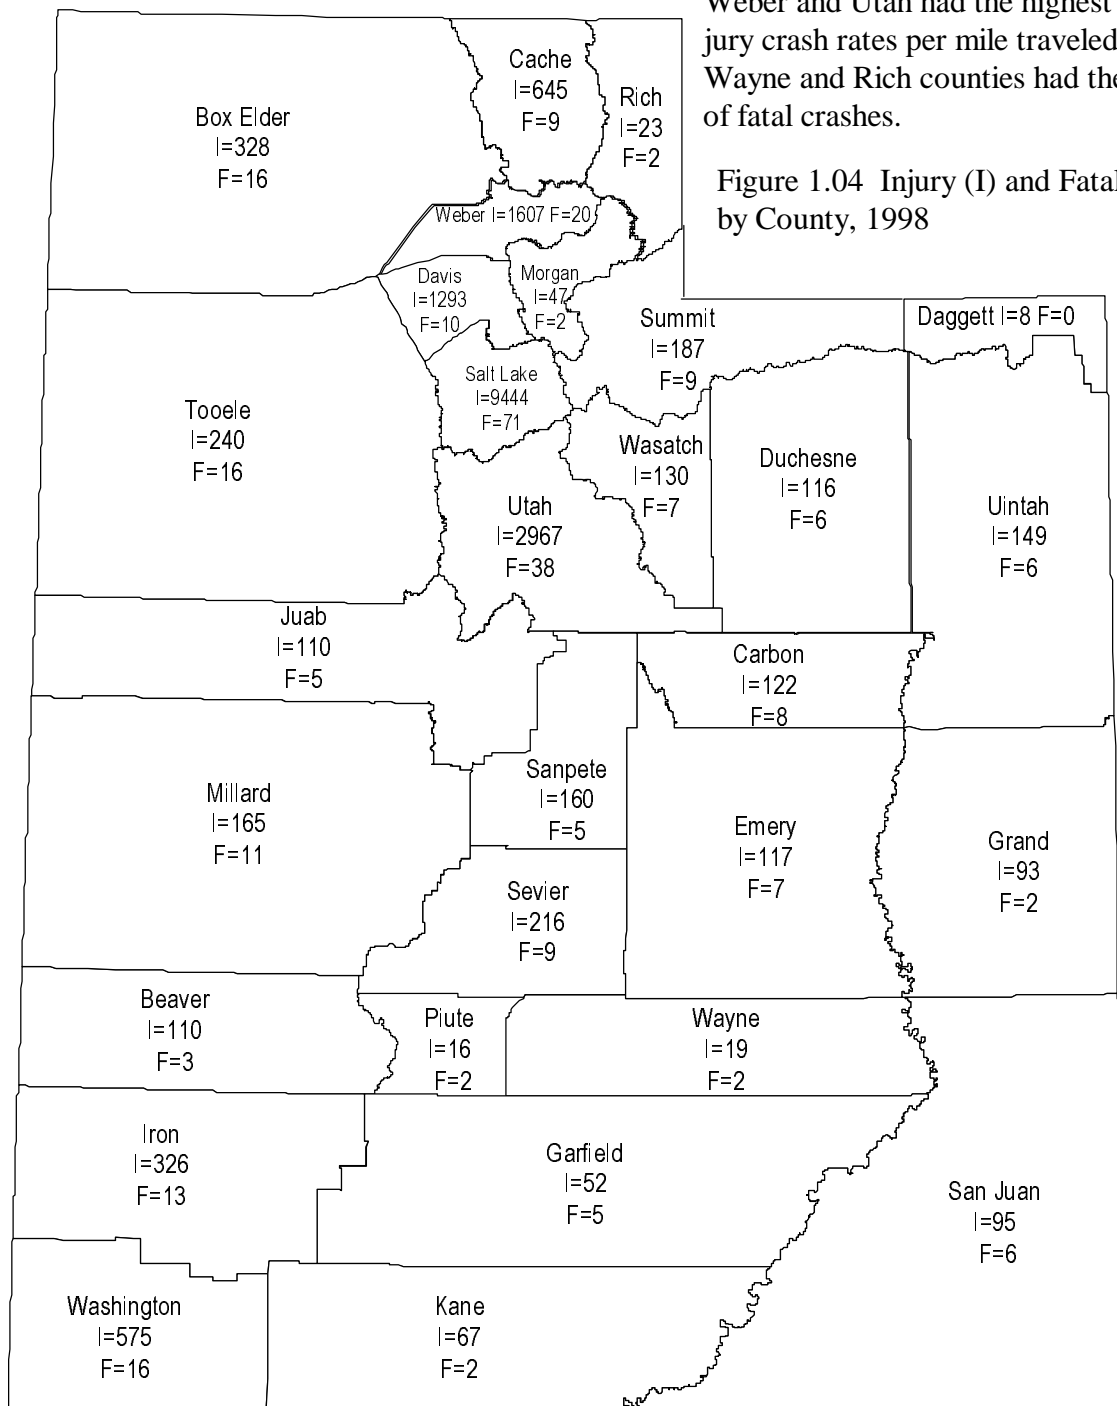 Weber and Utah had the highest
jury crash rates per mile traveled
Wayne and Rich counties had the
of fatal crashes.
Figure 1.04 Injury (I) and Fatal
by County, 1998
Box Elder
I=328
F=16
Cache
I=645
F=9
Rich
I=23
F=2
Weber I=1607 F=20
Davis
I=1293
F=10
Morgan
I=47
F=2
Summit
I=187
F=9
Daggett I=8 F=0
Salt Lake
I=9444
F=71
Tooele
I=240
F=16
Wasatch
I=130
F=7
Duchesne
I=116
F=6
Uintah
I=149
F=6
Utah
I=2967
F=38
Juab
I=110
F=5
Carbon
I=122
F=8
Millard
I=165
F=11
Sanpete
I=160
F=5
Emery
I=117
F=7
Grand
I=93
F=2
Sevier
I=216
F=9
Beaver
I=110
F=3
Piute
I=16
F=2
Wayne
I=19
F=2
Iron
I=326
F=13
Garfield
I=52
F=5
San Juan
I=95
F=6
Washington
I=575
F=16
Kane
I=67
F=2